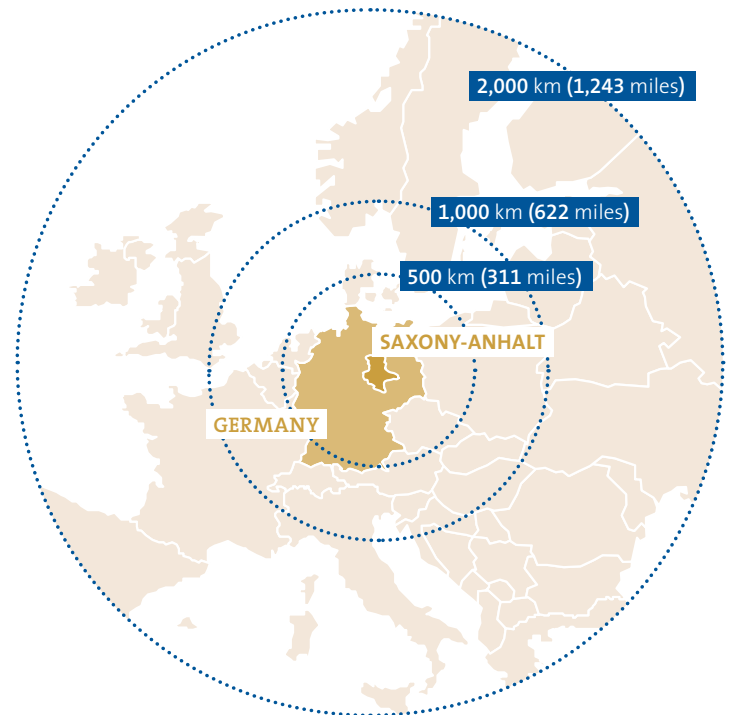 2,000 km (1,243 miles)
1,000 km (622 miles)
500 km (311 miles)
SAXONY-ANHALT
GERMANY